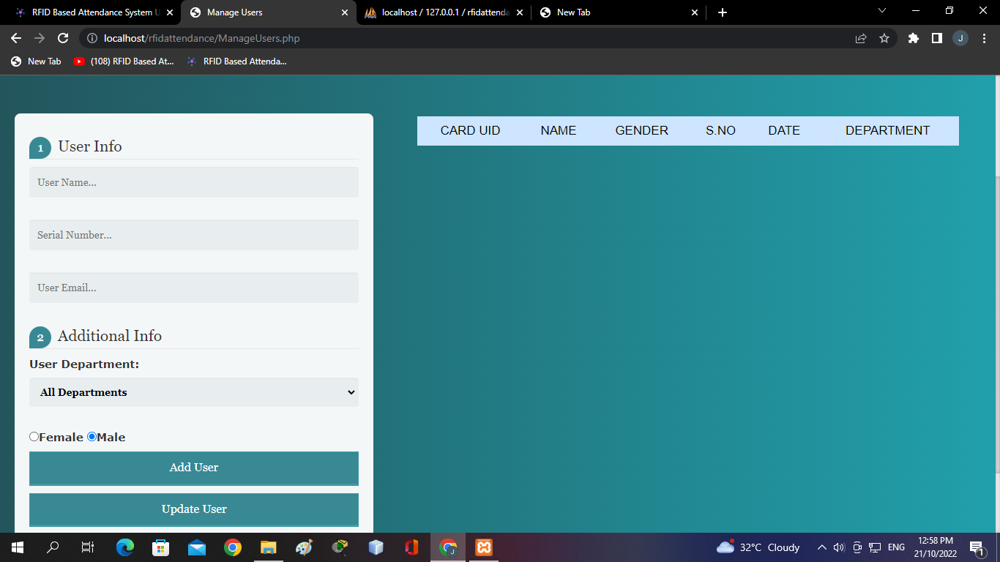 RFID Based Attendance System U
Manage Users
localhost / 127.0.0.1 / rfidattenda
New Tab
localhost/rfidattendance/ManageUsers.php
J
New Tab
(108) RFID Based At...
RFID Based Attenda...
1 User Info
User Name...
Serial Number...
User Email...
2 Additional Info
User Department:
All Departments
Female Male
Add User
Update User
CARD UID NAME GENDER S.NO DATE DEPARTMENT
32°C Cloudy
ENG
12:58 PM
21/10/2022
1